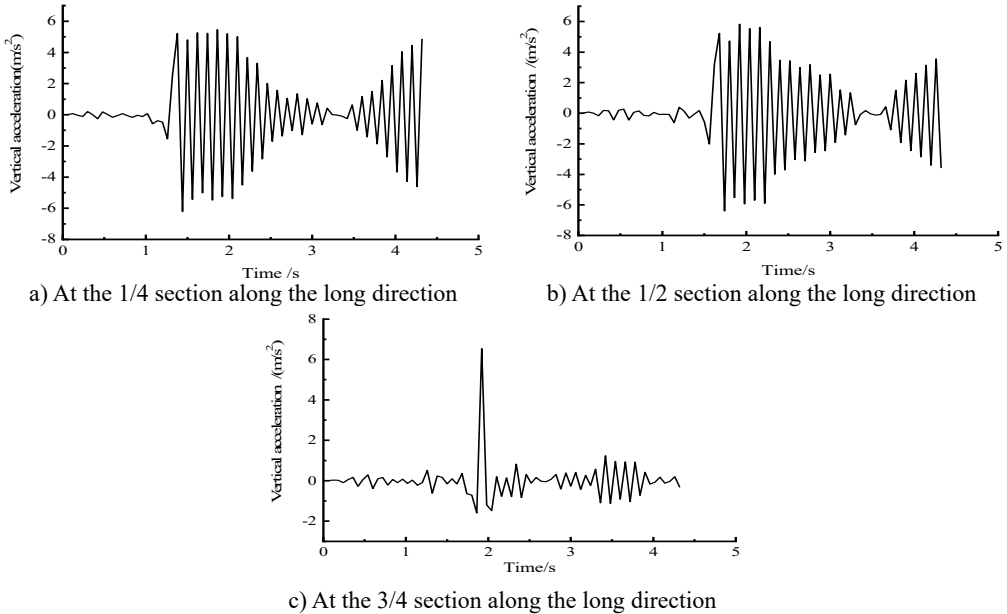 6
4
2
0
-2
-4
-6
-8
Vertical acceleration(m/s²)
0 1 2 3 4 5
Time /s
a) At the 1/4 section along the long direction
6
4
2
0
-2
-4
-6
-8
Vertical acceleration /(m/s²)
0 1 2 3 4 5
Time/s
b) At the 1/2 section along the long direction
8
6
4
2
0
-2
Vertical acceleration /(m/s²)
0 1 2 3 4 5
Time/s
c) At the 3/4 section along the long direction